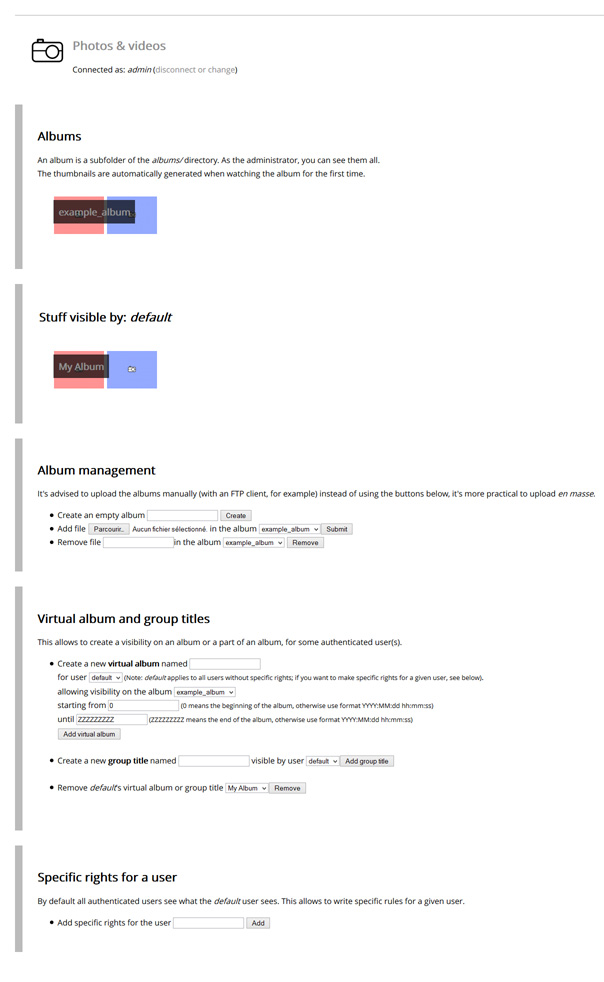 Photos & videos
Connected as: admin (disconnect or change)
Albums
An album is a subfolder of the albums/ directory. As the administrator, you can see them all.
The thumbnails are automatically generated when watching the album for the first time.
example_album
Stuff visible by: default
My Album
Album management
It's advised to upload the albums manually (with an FTP client, for example) instead of using the buttons below, it's more practical to upload en masse.
Create an empty album Create
Add file Parcourir.. Aucun fichier sélectionné. in the album example_album Submit
Remove file in the album example_album Remove
Virtual album and group titles
This allows to create a visibility on an album or a part of an album, for some authenticated user(s).
Create a new virtual album named
for user default (Note: default applies to all users without specific rights; if you want to make specific rights for a given user, see below).
allowing visibility on the album example_album
starting from 0 (0 means the beginning of the album, otherwise use format YYYY:MM:dd hh:mm:ss)
until ZZZZZZZZZ (ZZZZZZZZZ means the end of the album, otherwise use format YYYY:MM:dd hh:mm:ss)
Add virtual album
Create a new group title named visible by user default Add group title
Remove default's virtual album or group title My Album Remove
Specific rights for a user
By default all authenticated users see what the default user sees. This allows to write specific rules for a given user.
Add specific rights for the user Add